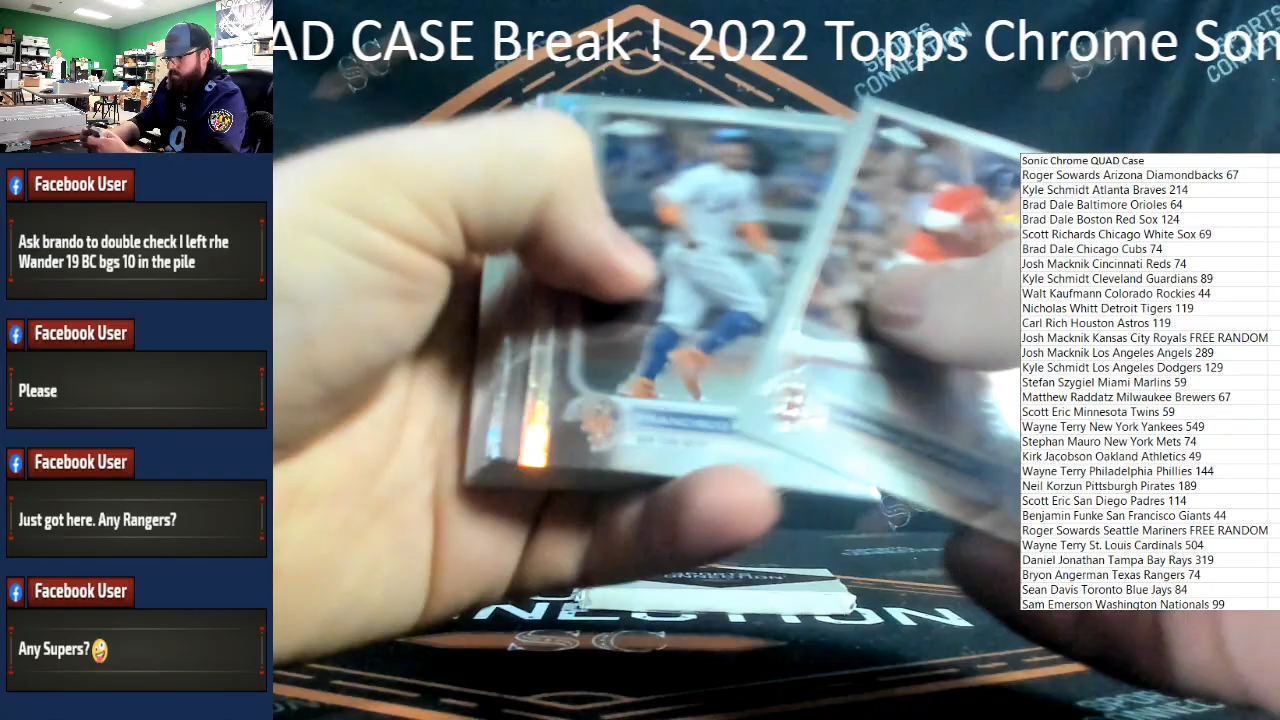 AD CASE Break ! 2022 Topps Chrome Son
SPORTS
CONNECTION
SPORTS
CONNECTION
Facebook User
Ask brando to double check I left rhe
Wander 19 BC bgs 10 in the pile
Facebook User
Please
Facebook User
Just got here. Any Rangers?
Facebook User
Any Supers?🤪
Sonic Chrome QUAD Case
Roger Sowards Arizona Diamondbacks 67
Kyle Schmidt Atlanta Braves 214
Brad Dale Baltimore Orioles 64
Brad Dale Boston Red Sox 124
Scott Richards Chicago White Sox 69
Brad Dale Chicago Cubs 74
Josh Macknik Cincinnati Reds 74
Kyle Schmidt Cleveland Guardians 89
Walt Kaufmann Colorado Rockies 44
Nicholas Whitt Detroit Tigers 119
Carl Rich Houston Astros 119
Josh Macknik Kansas City Royals FREE RANDOM
Josh Macknik Los Angeles Angels 289
Kyle Schmidt Los Angeles Dodgers 129
Stefan Szygiel Miami Marlins 59
Matthew Raddatz Milwaukee Brewers 67
Scott Eric Minnesota Twins 59
Wayne Terry New York Yankees 549
Stephan Mauro New York Mets 74
Kirk Jacobson Oakland Athletics 49
Wayne Terry Philadelphia Phillies 144
Neil Korzun Pittsburgh Pirates 189
Scott Eric San Diego Padres 114
Benjamin Funke San Francisco Giants 44
Roger Sowards Seattle Mariners FREE RANDOM
Wayne Terry St. Louis Cardinals 504
Daniel Jonathan Tampa Bay Rays 319
Bryon Angerman Texas Rangers 74
Sean Davis Toronto Blue Jays 84
Sam Emerson Washington Nationals 99
CONNECTION
SC